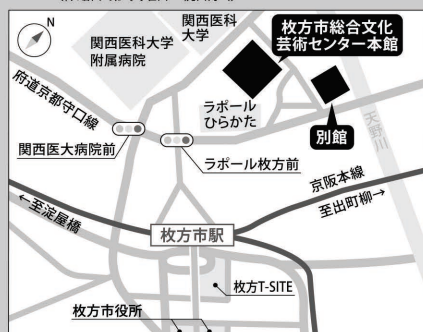 N
関西医科
大学
関西医科大学
附属病院
枚方市総合文化
芸術センター本館
別館
府道京都守口線
ラポール
ひらかた
天野川
関西医大病院前
ラポール枚方前
京阪本線
至出町柳→
←至淀屋橋
枚方市駅
枚方T-SITE
枚方市役所